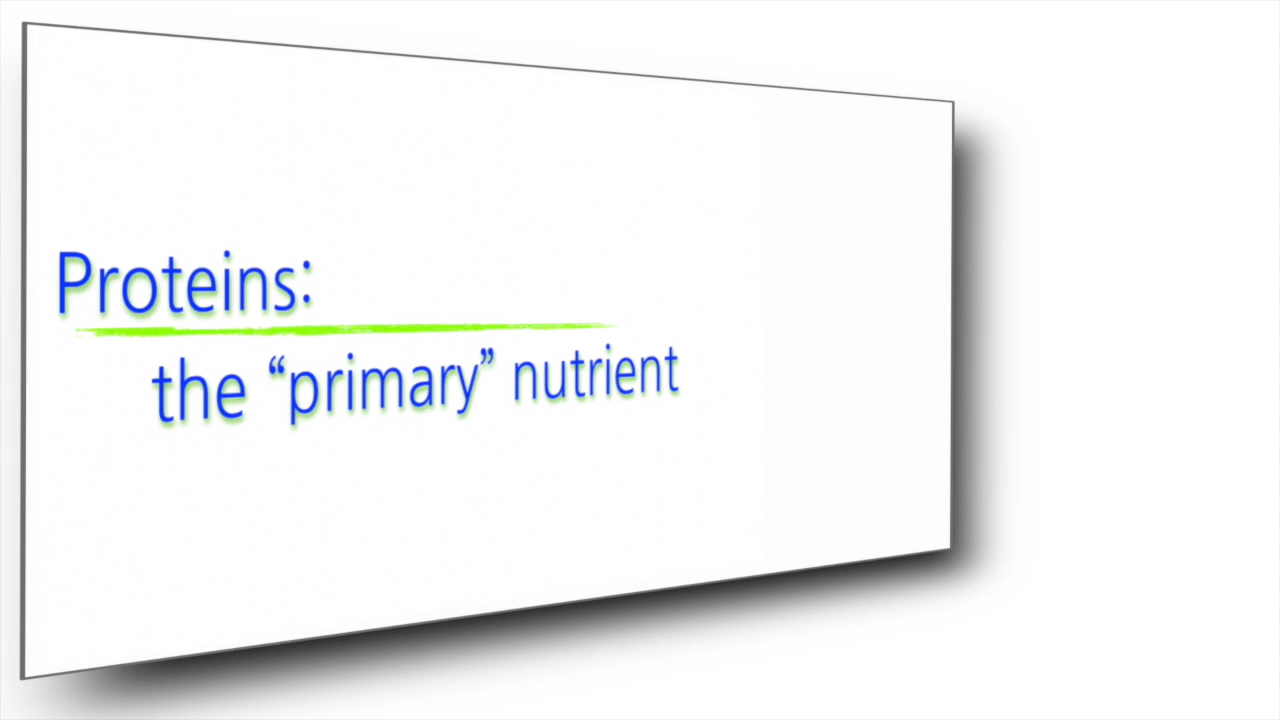 Proteins:
the “primary” nutrient